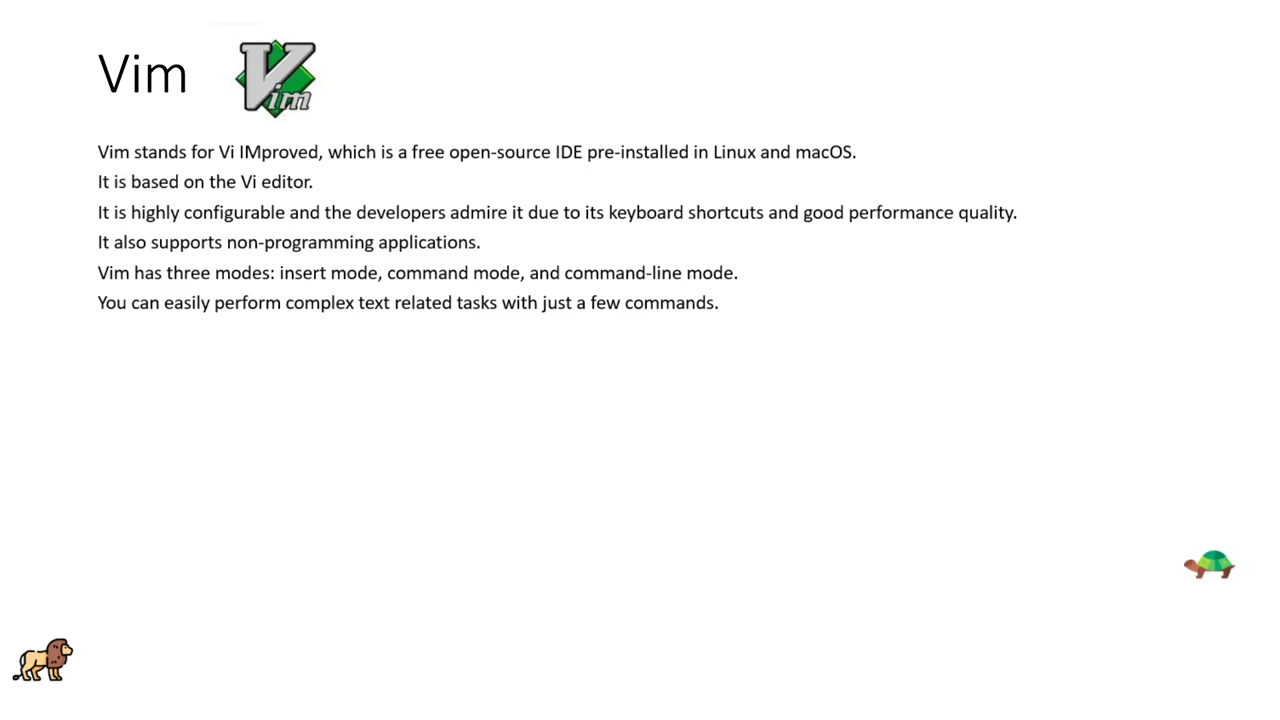 Vim
Vim
Vim stands for Vi IMproved, which is a free open-source IDE pre-installed in Linux and macOS.
It is based on the Vi editor.
It is highly configurable and the developers admire it due to its keyboard shortcuts and good performance quality.
It also supports non-programming applications.
Vim has three modes: insert mode, command mode, and command-line mode.
You can easily perform complex text related tasks with just a few commands.